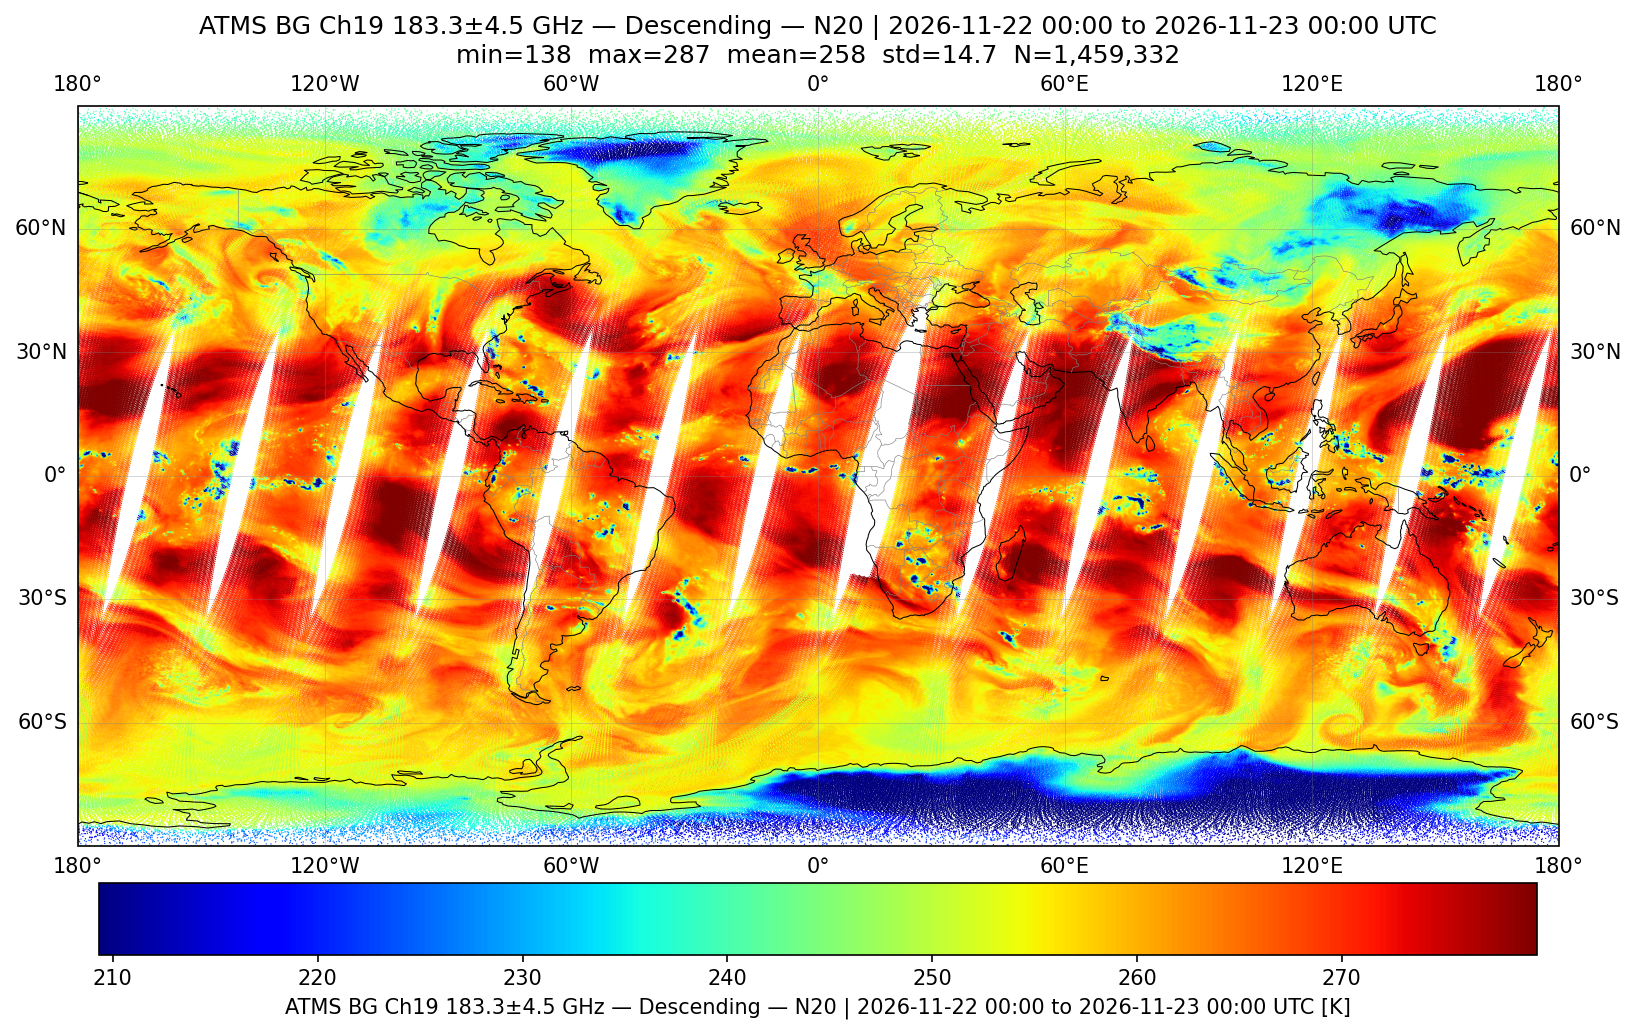 ATMS BG Ch19 183.3±4.5 GHz — Descending — N20 | 2026-11-22 00:00 to 2026-11-23 00:00 UTC
min=138 max=287 mean=258 std=14.7 N=1,459,332
180° 120°W 60°W 0° 60°E 120°E 180°
60°N 60°N
30°N 30°N
0° 0°
30°S 30°S
60°S 60°S
180° 120°W 60°W 0° 60°E 120°E 180°
210 220 230 240 250 260 270
ATMS BG Ch19 183.3±4.5 GHz — Descending — N20 | 2026-11-22 00:00 to 2026-11-23 00:00 UTC [K]